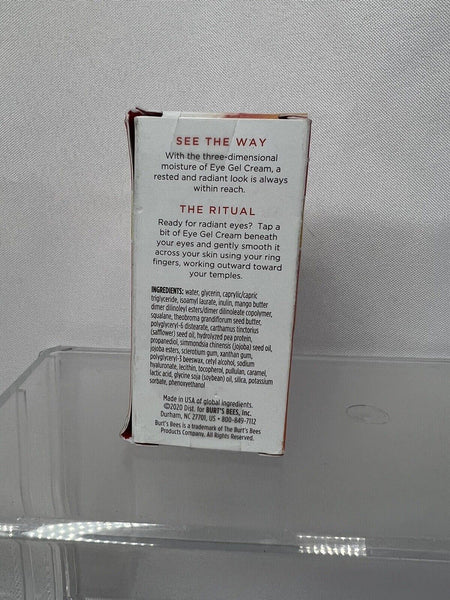 SEE THE WAY
With the three-dimensional
moisture of Eye Gel Cream, a
rested and radiant look is always
within reach.
THE RITUAL
Ready for radiant eyes? Tap a
bit of Eye Gel Cream beneath
your eyes and gently smooth it
across your skin using your ring
fingers, working outward toward
your temples.
INGREDIENTS: water, glycerin, caprylic/capric
triglyceride, isoamyl laurate, inulin, mango butter
dimer dilinoleyl esters/dimer dilinoleate copolymer,
squalane, theobroma grandiflorum seed butter,
polyglyceryl-6 distearate, carthamus tinctorius
(safflower) seed oil, hydrolyzed pea protein,
propanediol, simmondsia chinensis (jojoba) seed oil,
jojoba esters, sclerotium gum, xanthan gum,
polyglyceryl-3 beeswax, cetyl alcohol, sodium
hyaluronate, lecithin, tocopherol, pullulan, caramel,
lactic acid, glycine soja (soybean) oil, silica, potassium
sorbate, phenoxyethanol
Made in USA of global ingredients.
©2020 Dist. for BURT'S BEES, Inc.
Durham, NC 27701, US • 800-849-7112
Burt's Bees is a trademark of The Burt's Bees
Products Company. All Rights Reserved.